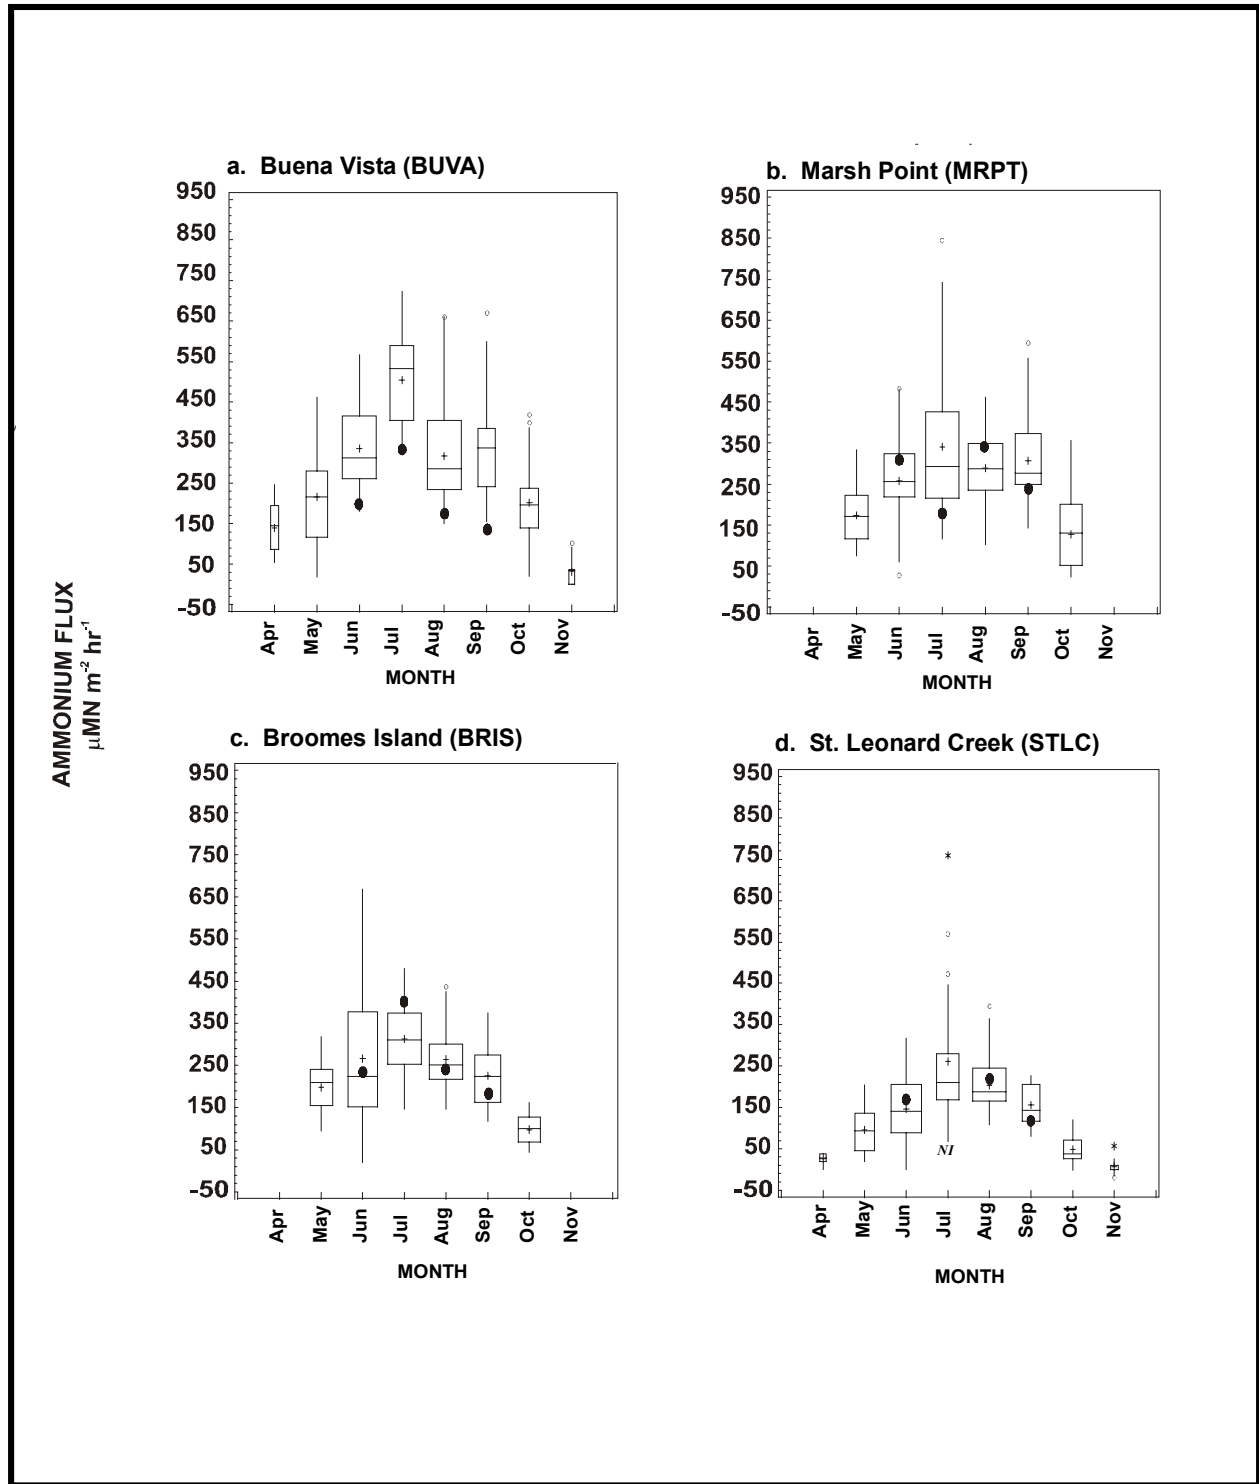 a. Buena Vista (BUVA)
950
850
750
650
550
450
350
250
150
50
-50
Apr
May
Jun
Jul
Aug
Sep
Oct
Nov
MONTH
b. Marsh Point (MRPT)
950
850
750
650
550
450
350
250
150
50
-50
Apr
May
Jun
Jul
Aug
Sep
Oct
Nov
MONTH
AMMONIUM FLUX
μMN m⁻² hr⁻¹
c. Broomes Island (BRIS)
950
850
750
650
550
450
350
250
150
50
-50
Apr
May
Jun
Jul
Aug
Sep
Oct
Nov
MONTH
d. St. Leonard Creek (STLC)
950
850
750
650
550
450
350
250
150
50
-50
NI
Apr
May
Jun
Jul
Aug
Sep
Oct
Nov
MONTH